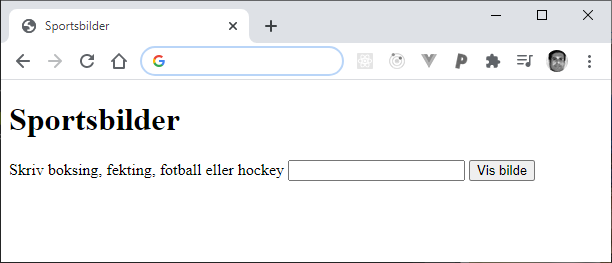 Sportsbilder
Sportsbilder
Skriv boksing, fekting, fotball eller hockey Vis bilde